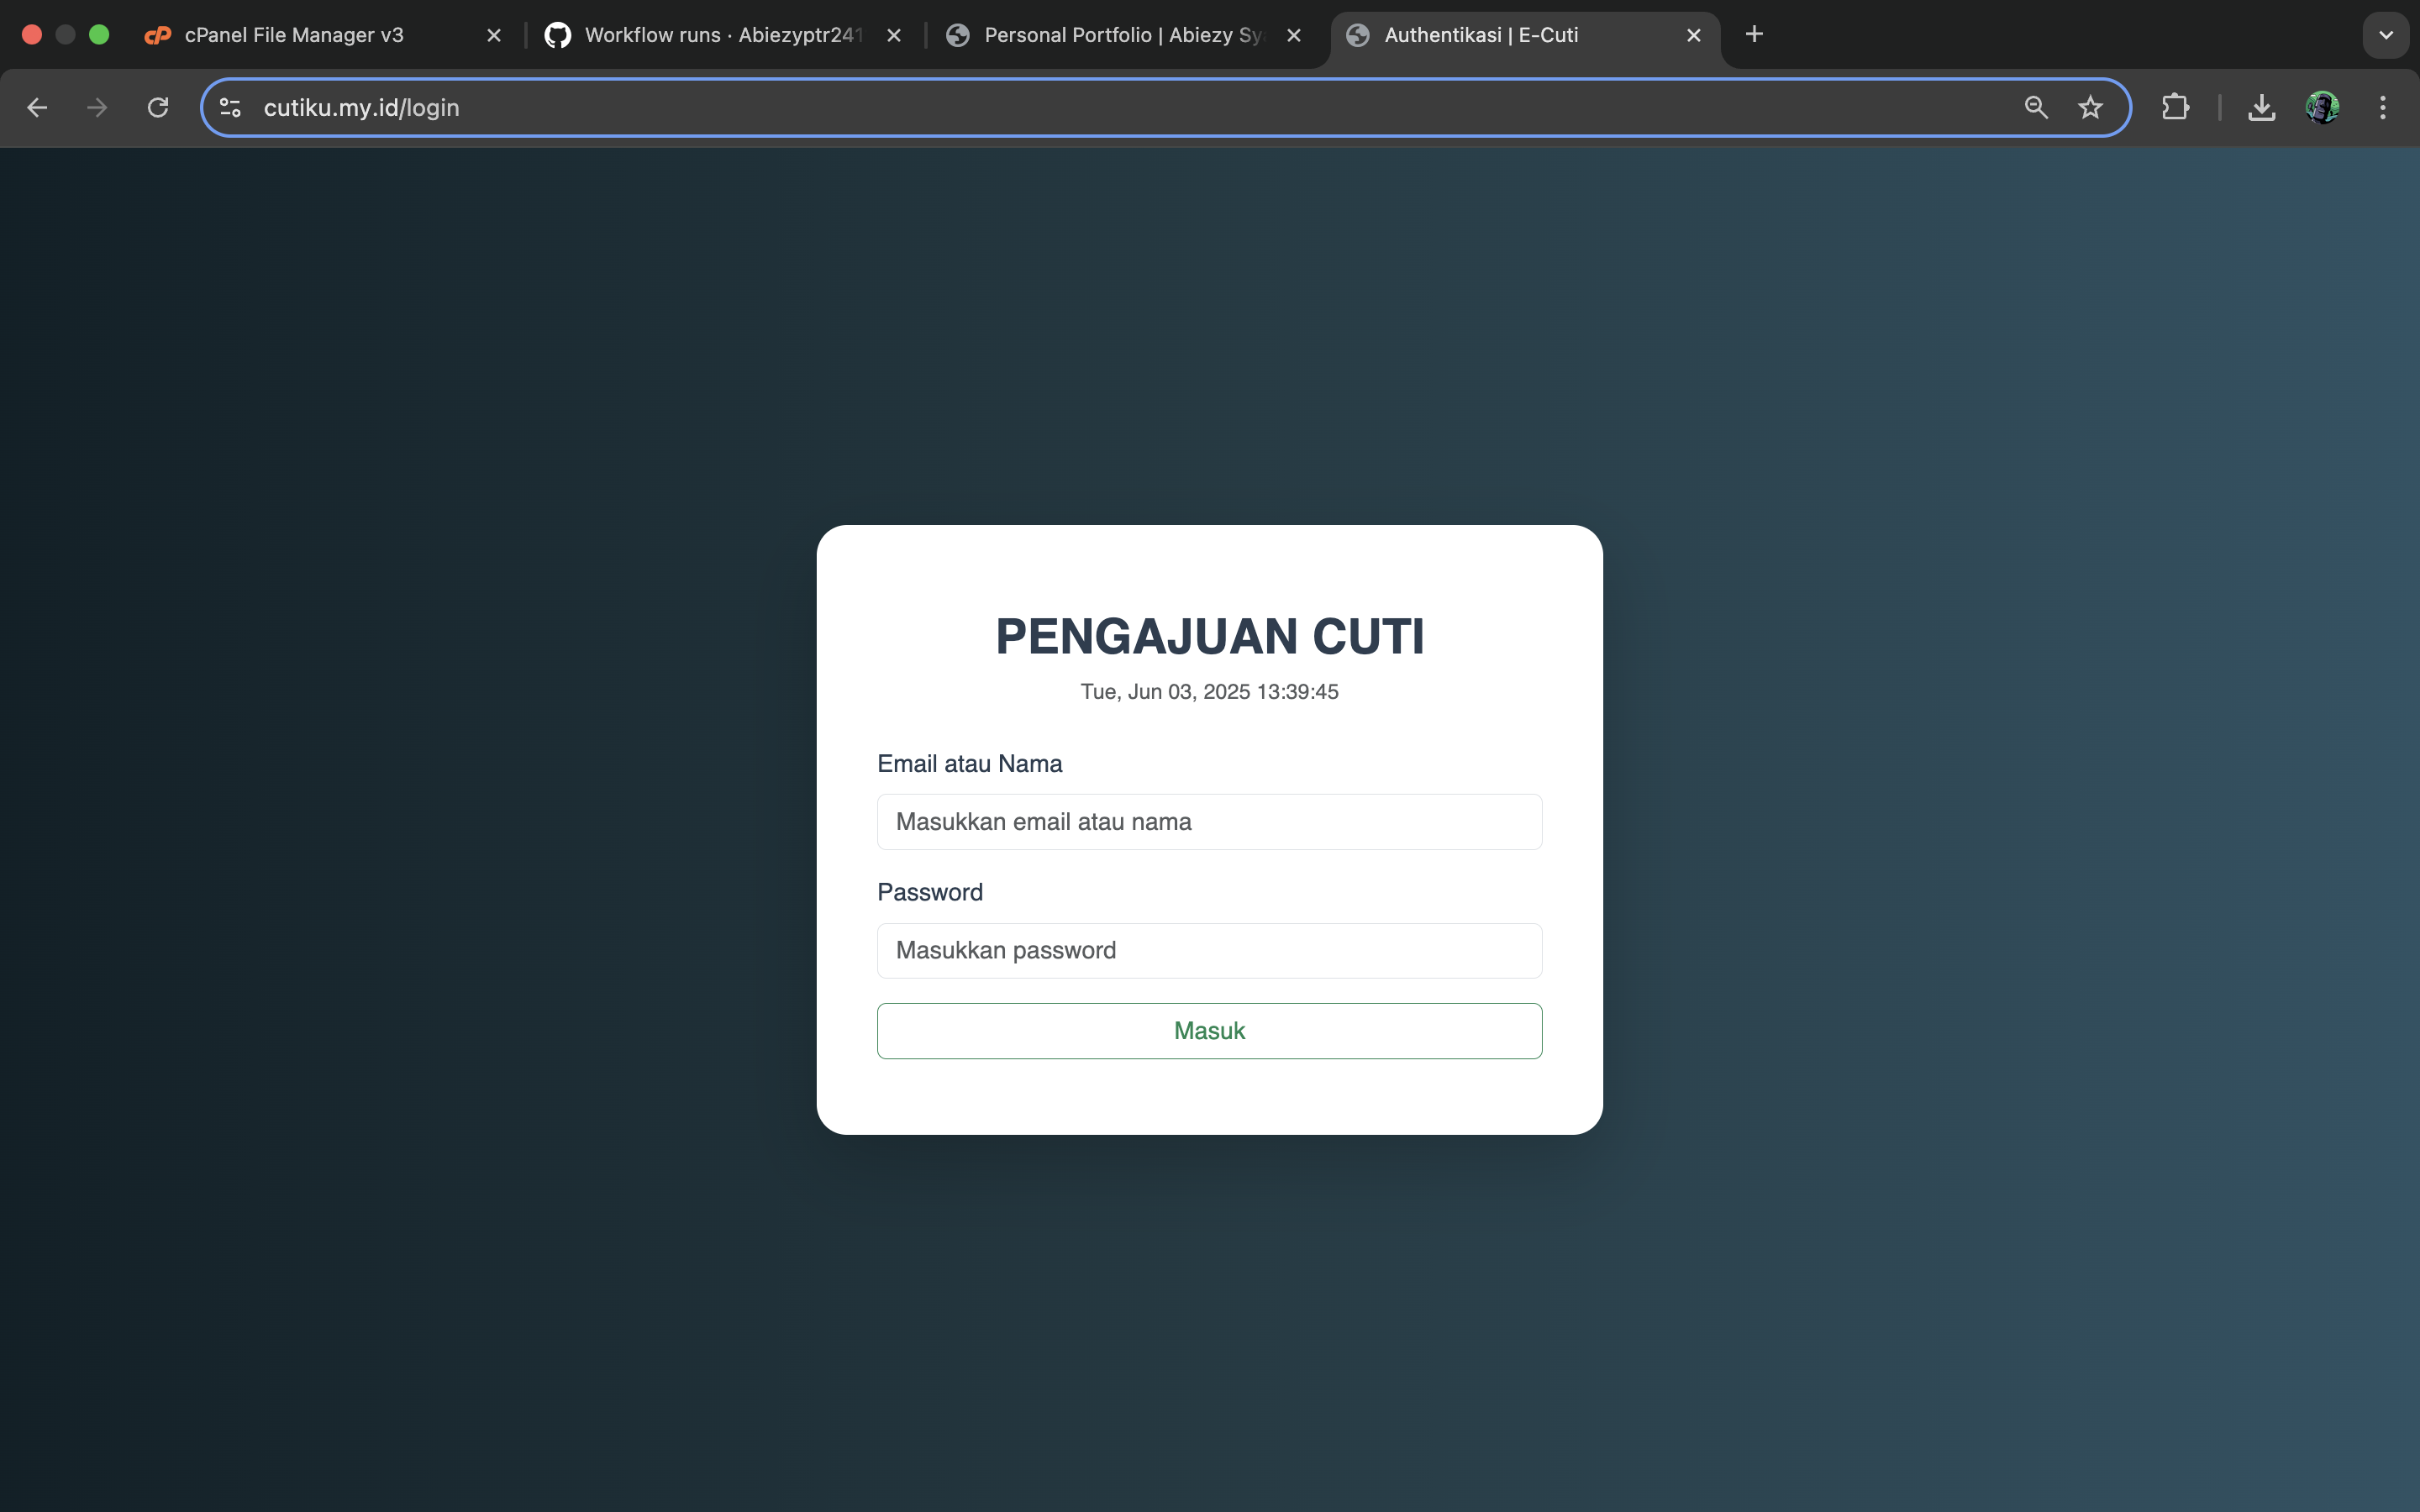 cPanel File Manager v3
Workflow runs · Abiezyptr241
Personal Portfolio | Abiezy Sy
Authentikasi | E-Cuti
cutiku.my.id/login
PENGAJUAN CUTI
Tue, Jun 03, 2025 13:39:45
Email atau Nama
Masukkan email atau nama
Password
Masukkan password
Masuk